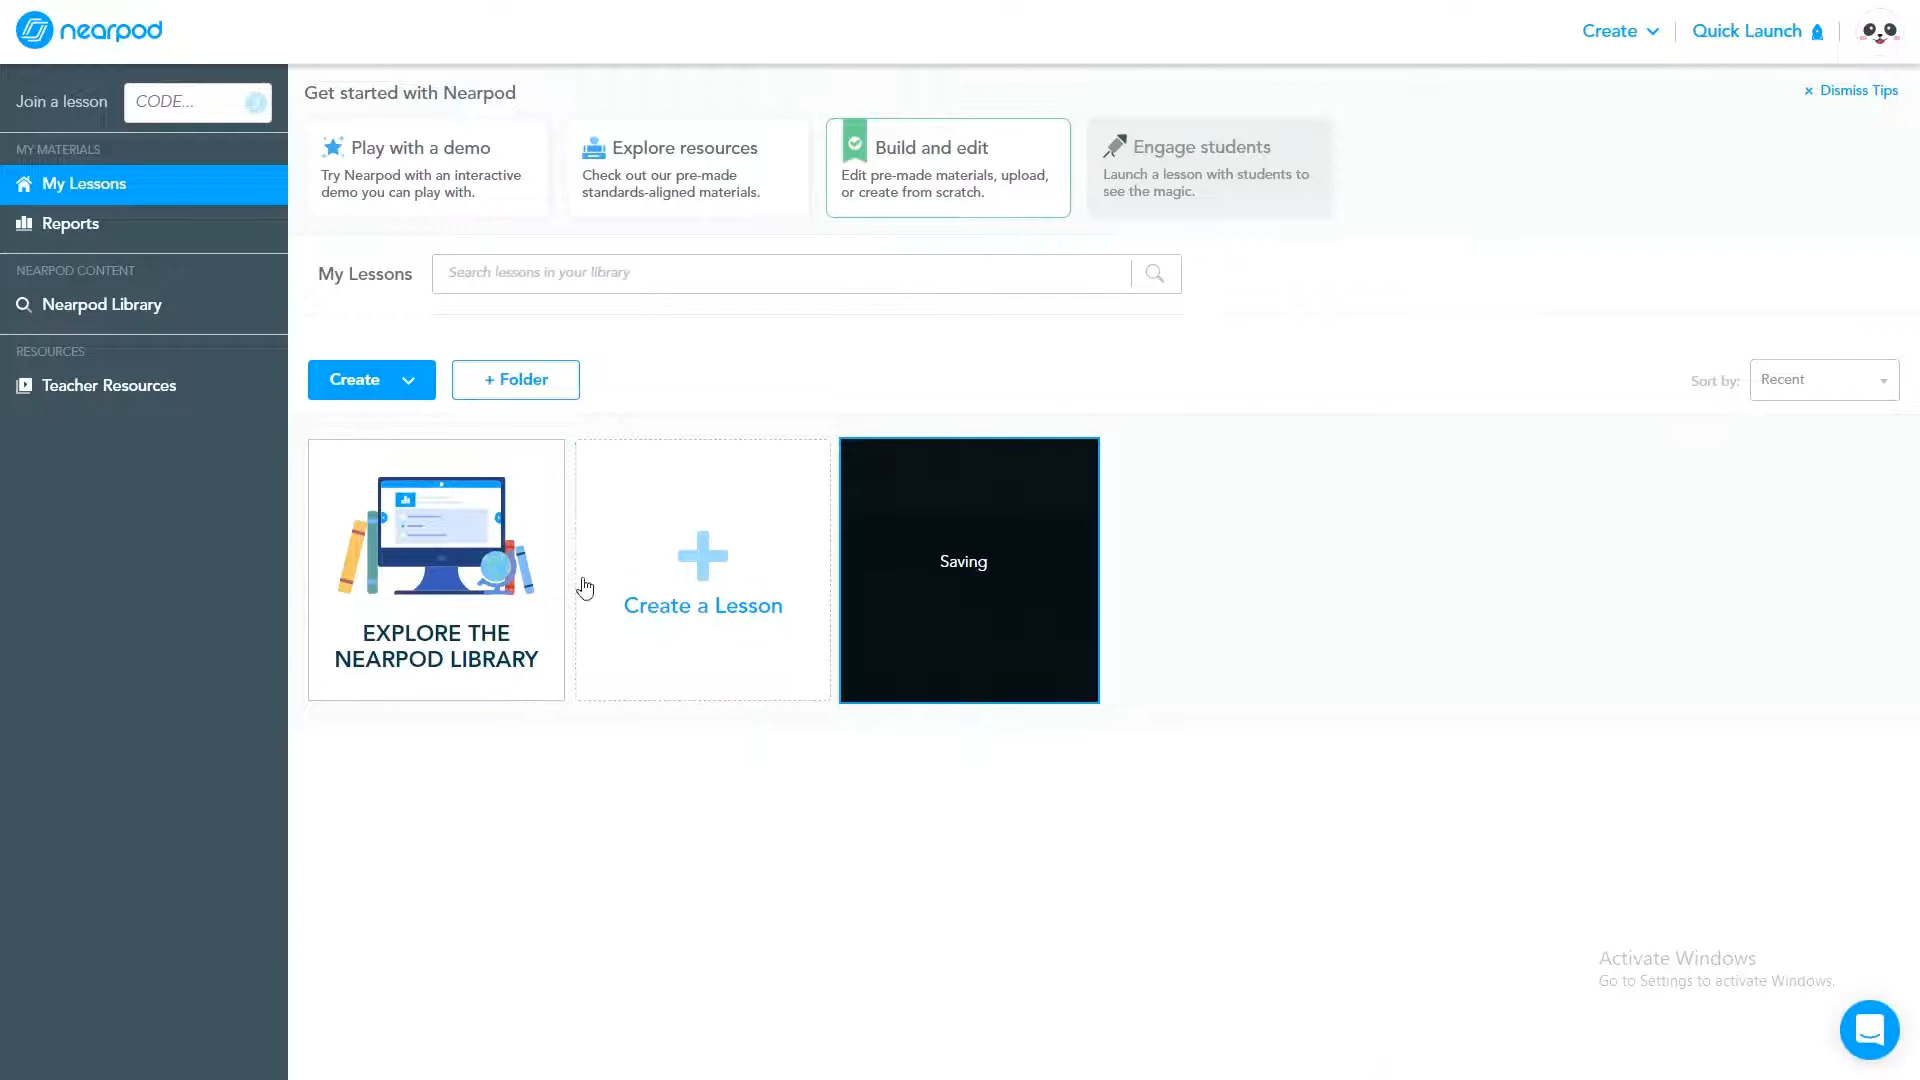 nearpod
Create
Quick Launch
Join a lesson
CODE...
MY MATERIALS
My Lessons
Reports
NEARPOD CONTENT
Nearpod Library
RESOURCES
Teacher Resources
Get started with Nearpod
× Dismiss Tips
Play with a demo
Try Nearpod with an interactive
demo you can play with.
Explore resources
Check out our pre-made
standards-aligned materials.
Build and edit
Edit pre-made materials, upload,
or create from scratch.
Engage students
Launch a lesson with students to
see the magic.
My Lessons
Search lessons in your library
Create
+ Folder
Sort by:
Recent
EXPLORE THE
NEARPOD LIBRARY
Create a Lesson
Saving
Activate Windows
Go to Settings to activate Windows.